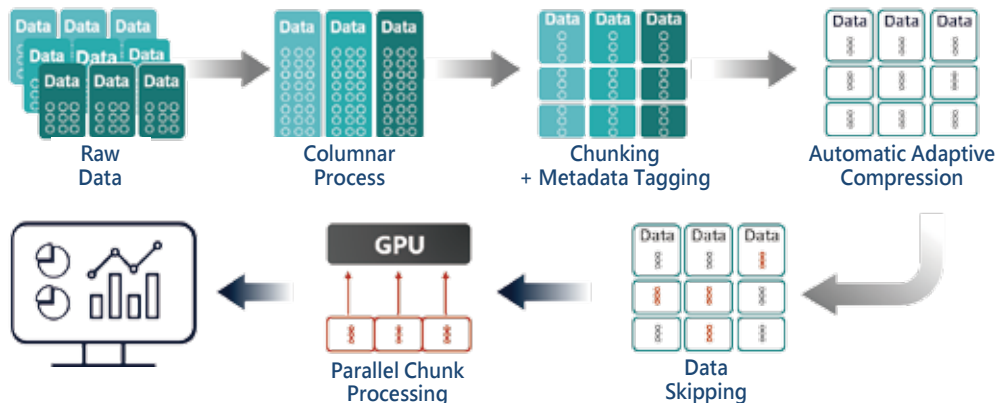 Data Data Data
Data Data Data
Data Data Data
Raw
Data
Data Data Data
Columnar
Process
Data Data Data
Chunking
+ Metadata Tagging
Data Data Data
Automatic Adaptive
Compression
GPU
Parallel Chunk
Processing
Data Data Data
Data
Skipping